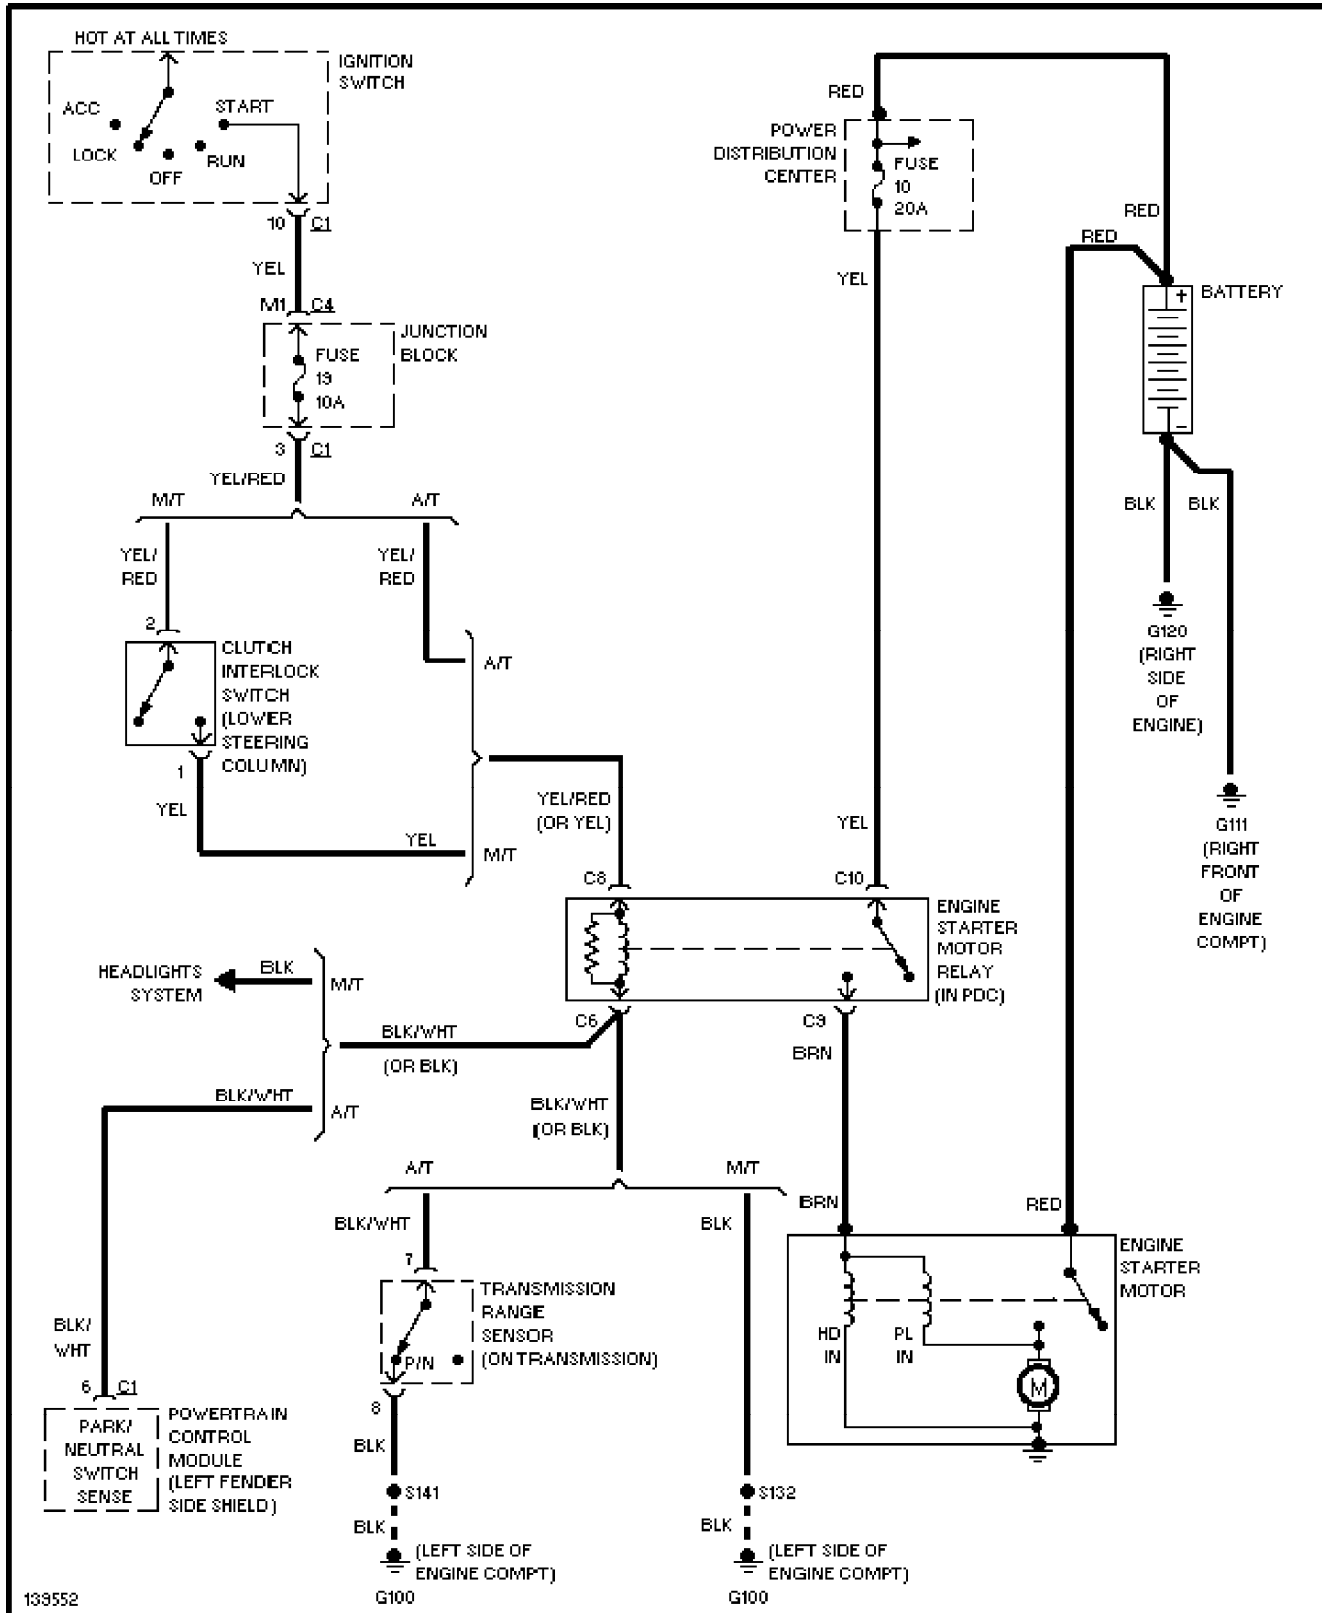 HOT AT ALL TIMES
IGNITION
SWITCH
ACC
START
LOCK
OFF
RUN
10 C1
YEL
M1 C4
JUNCTION
BLOCK
FUSE
19
10A
3 C1
YEL/RED
M/T
A/T
YEL/
RED
YEL/
RED
2
CLUTCH
INTERLOCK
SWITCH
(LOWER
STEERING
COLUMN)
1
YEL
YEL
A/T
M/T
YEL/RED
(OR YEL)
RED
POWER
DISTRIBUTION
CENTER
FUSE
10
20A
YEL
RED
RED
BATTERY
+
-
BLK
BLK
G120
(RIGHT
SIDE
OF
ENGINE)
G111
(RIGHT
FRONT
OF
ENGINE
COMPT)
YEL
C8
C10
ENGINE
STARTER
MOTOR
RELAY
(IN PDC)
C6
C9
BRN
HEADLIGHTS
SYSTEM
BLK
M/T
BLK/WHT
(OR BLK)
BLK/WHT
A/T
BLK/WHT
(OR BLK)
A/T
M/T
BLK/WHT
BLK
BRN
RED
7
TRANSMISSION
RANGE
SENSOR
(ON TRANSMISSION)
P/N
8
ENGINE
STARTER
MOTOR
HD
IN
PL
IN
M
BLK/
WHT
6 C1
PARK/
NEUTRAL
SWITCH
SENSE
POWERTRAIN
CONTROL
MODULE
(LEFT FENDER
SIDE SHIELD)
BLK
S141
BLK
(LEFT SIDE OF
ENGINE COMPT)
G100
S132
BLK
(LEFT SIDE OF
ENGINE COMPT)
G100
139552